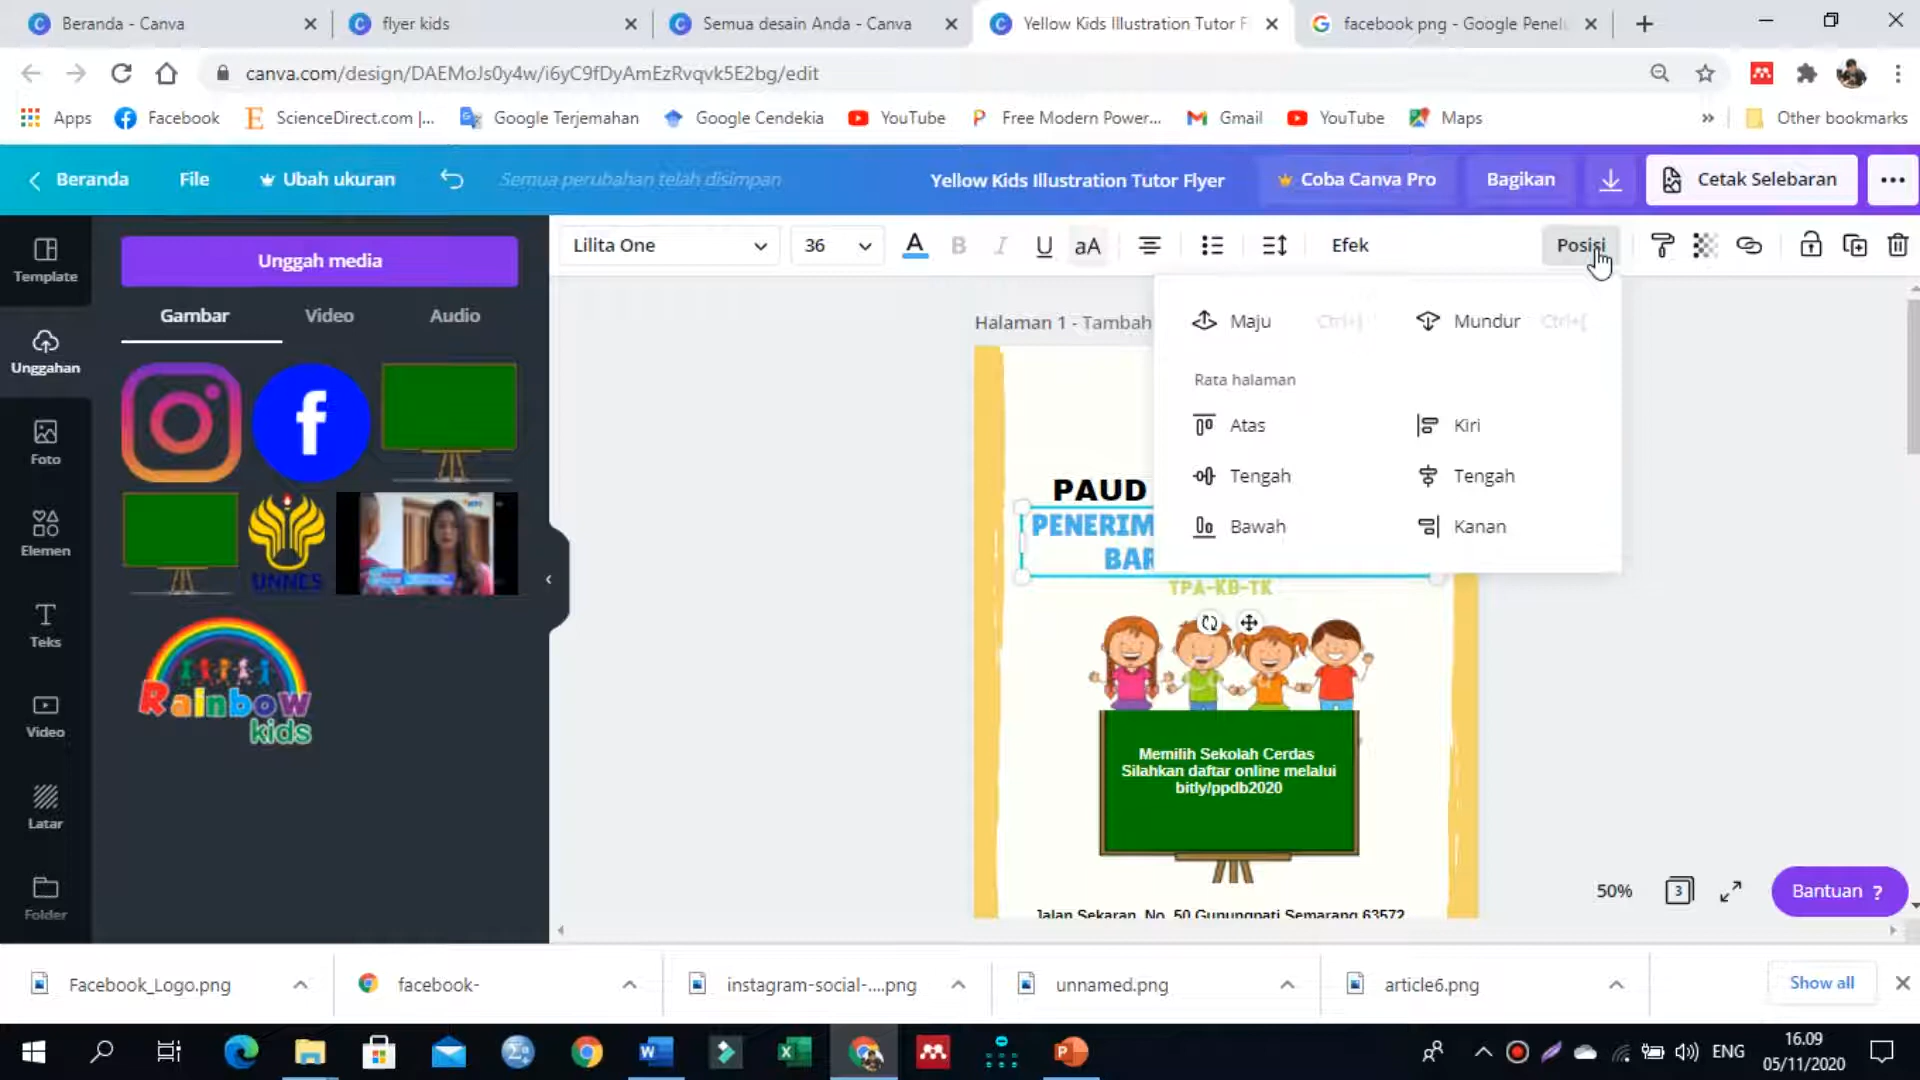 Beranda - Canva
flyer kids
Semua desain Anda - Canva
Yellow Kids Illustration Tutor F
facebook png - Google Penel
canva.com/design/DAEMoJs0y4w/i6yC9fDyAmEzRvqvk5E2bg/edit
Apps
Facebook
ScienceDirect.com |...
Google Terjemahan
Google Cendekia
YouTube
Free Modern Power...
Gmail
YouTube
Maps
Other bookmarks
Beranda
File
Ubah ukuran
Semua perubahan telah disimpan
Yellow Kids Illustration Tutor Flyer
Coba Canva Pro
Bagikan
Cetak Selebaran
Template
Unggahan
Foto
Elemen
Teks
Video
Latar
Folder
Unggah media
Gambar
Video
Audio
UNNES
Rainbow
kids
Lilita One
36
B
I
U
aA
Efek
Posisi
Maju
Ctrl+]
Mundur
Ctrl+[
Rata halaman
Atas
Kiri
Tengah
Tengah
Bawah
Kanan
Halaman 1 - Tambah
PAUD
PENERIM
BAR
TPA-KB-TK
Memilih Sekolah Cerdas
Silahkan daftar online melalui
bitly/ppdb2020
Jalan Sekaran, No. 50 Gunungpati Semarang 63572
50%
3
Bantuan ?
Facebook_Logo.png
facebook-
instagram-social-....png
unnamed.png
article6.png
Show all
ENG
16.09
05/11/2020